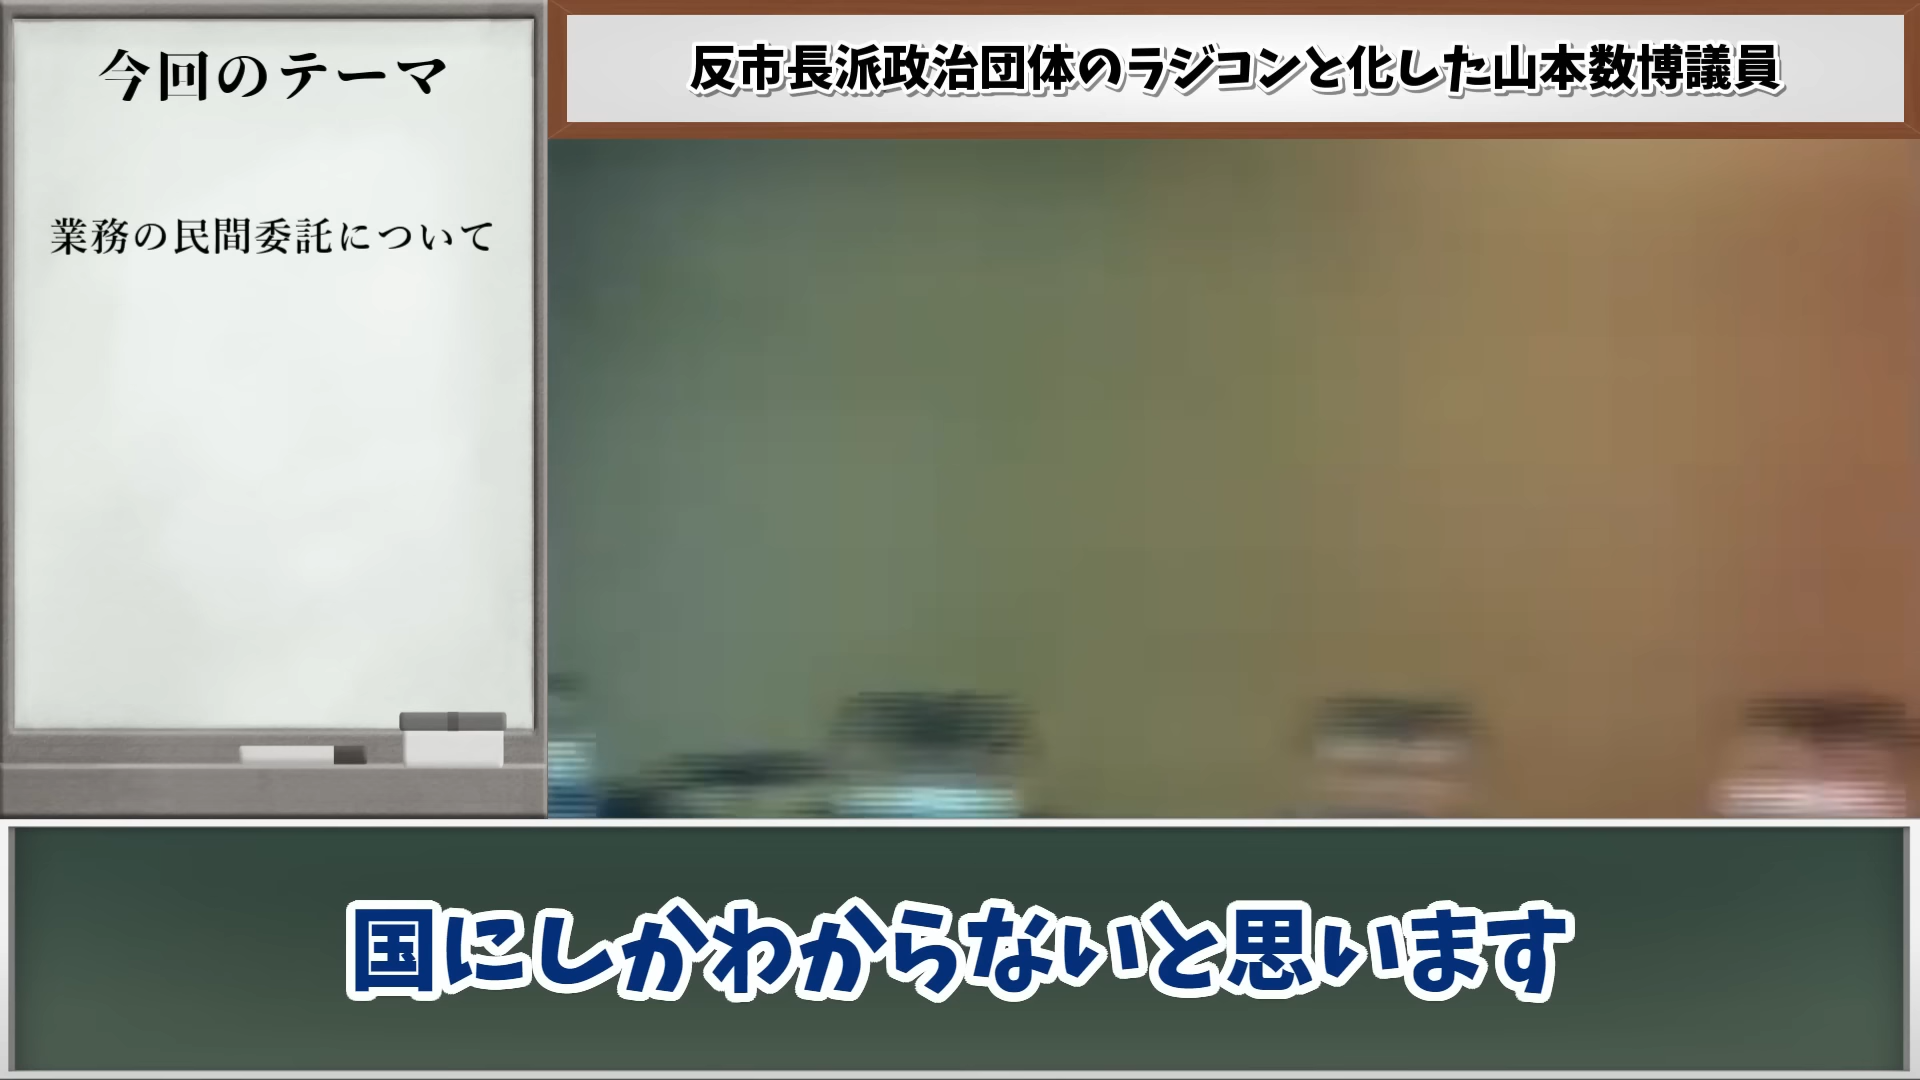 今回のテーマ
業務の民間委託について
反市長派政治団体のラジコンと化した山本数博議員
国にしかわからないと思います